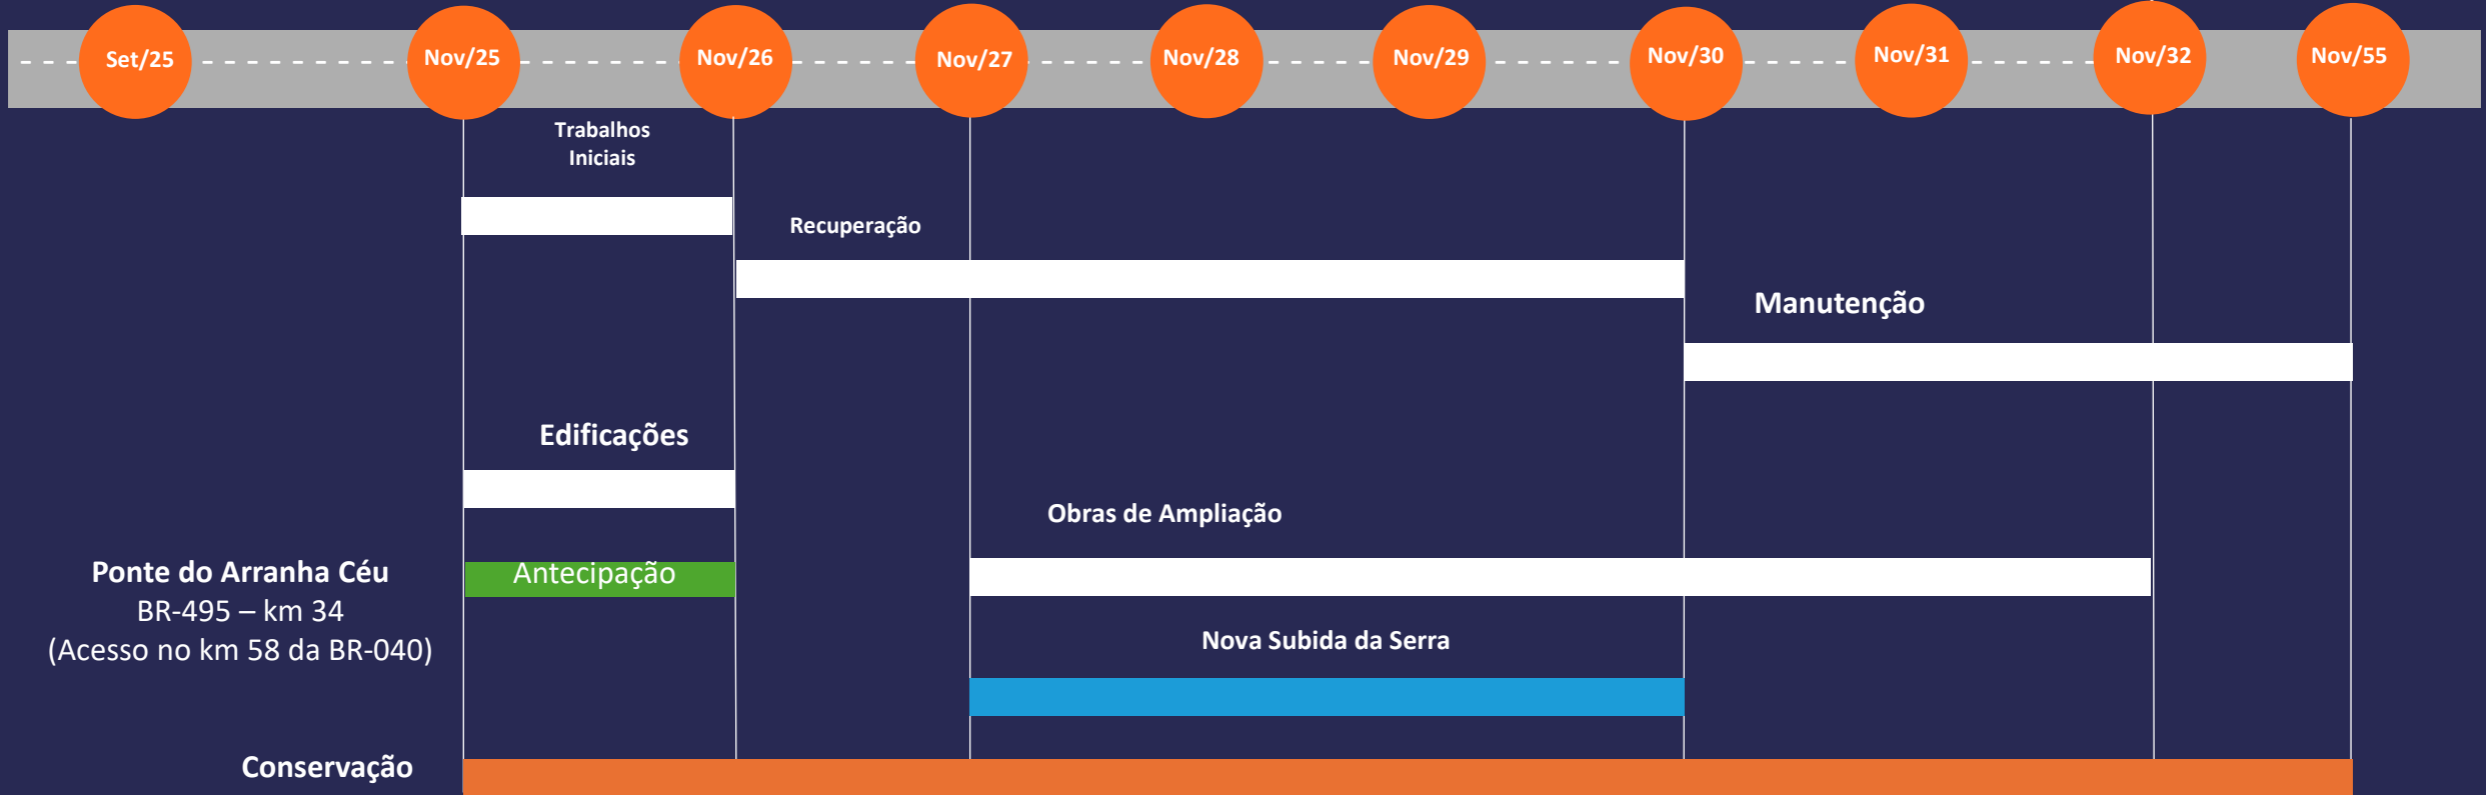 Set/25
Nov/25
Nov/26
Nov/27
Nov/28
Nov/29
Nov/30
Nov/31
Nov/32
Nov/55
Trabalhos
Iniciais
Recuperação
Manutenção
Edificações
Obras de Ampliação
Antecipação
Ponte do Arranha Céu
BR-495 – km 34
(Acesso no km 58 da BR-040)
Nova Subida da Serra
Conservação